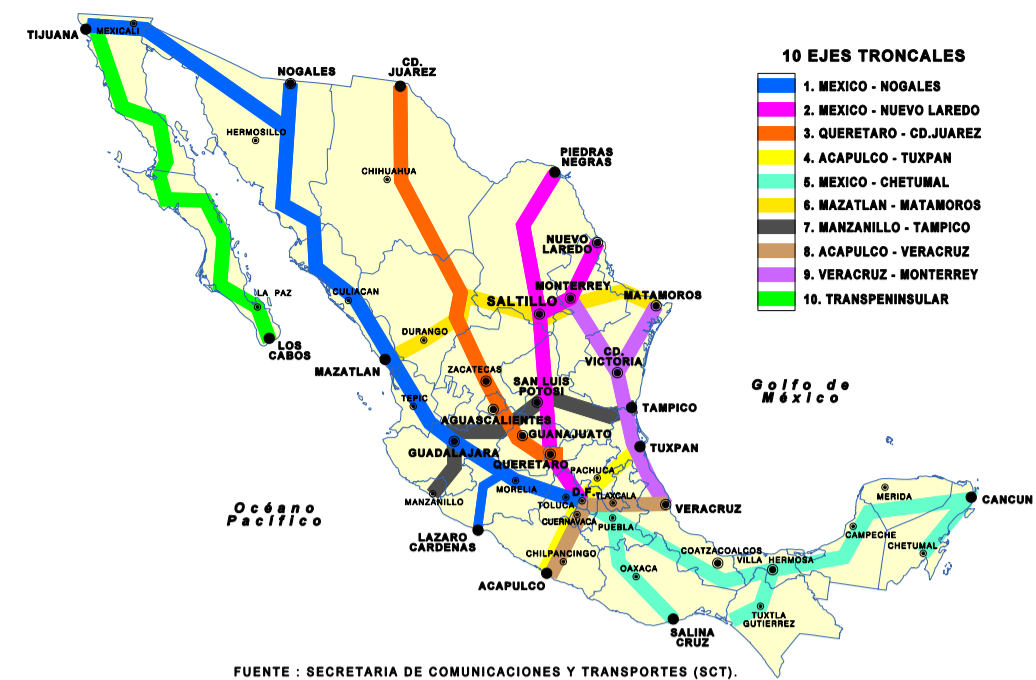 TIJUANA
MEXICALI
NOGALES
CD.
JUAREZ
10 EJES TRONCALES
1. MEXICO - NOGALES
2. MEXICO - NUEVO LAREDO
3. QUERETARO - CD.JUAREZ
4. ACAPULCO - TUXPAN
5. MEXICO - CHETUMAL
6. MAZATLAN - MATAMOROS
7. MANZANILLO - TAMPICO
8. ACAPULCO - VERACRUZ
9. VERACRUZ - MONTERREY
10. TRANSPENINSULAR
HERMOSILLO
CHIHUAHUA
PIEDRAS
NEGRAS
NUEVO
LAREDO
LA PAZ
CULIACAN
MONTERREY
SALTILLO
MATAMOROS
DURANGO
LOS
CABOS
MAZATLAN
CD.
VICTORIA
ZACATECAS
SAN LUIS
POTOSI
Golfo de
México
TEPIC
TAMPICO
AGUASCALIENTES
GUANAJUATO
GUADALAJARA
TUXPAN
QUERETARO
PACHUCA
MORELIA
D.F.
TLAXCALA
MANZANILLO
TOLUCA
VERACRUZ
MERIDA
CANCUN
Océano
Pacífico
CUERNAVACA
PUEBLA
CAMPECHE
LAZARO
CARDENAS
CHILPANCINGO
COATZACOALCOS
VILLA HERMOSA
CHETUMAL
OAXACA
ACAPULCO
TUXTLA
GUTIERREZ
SALINA
CRUZ
FUENTE : SECRETARIA DE COMUNICACIONES Y TRANSPORTES (SCT).